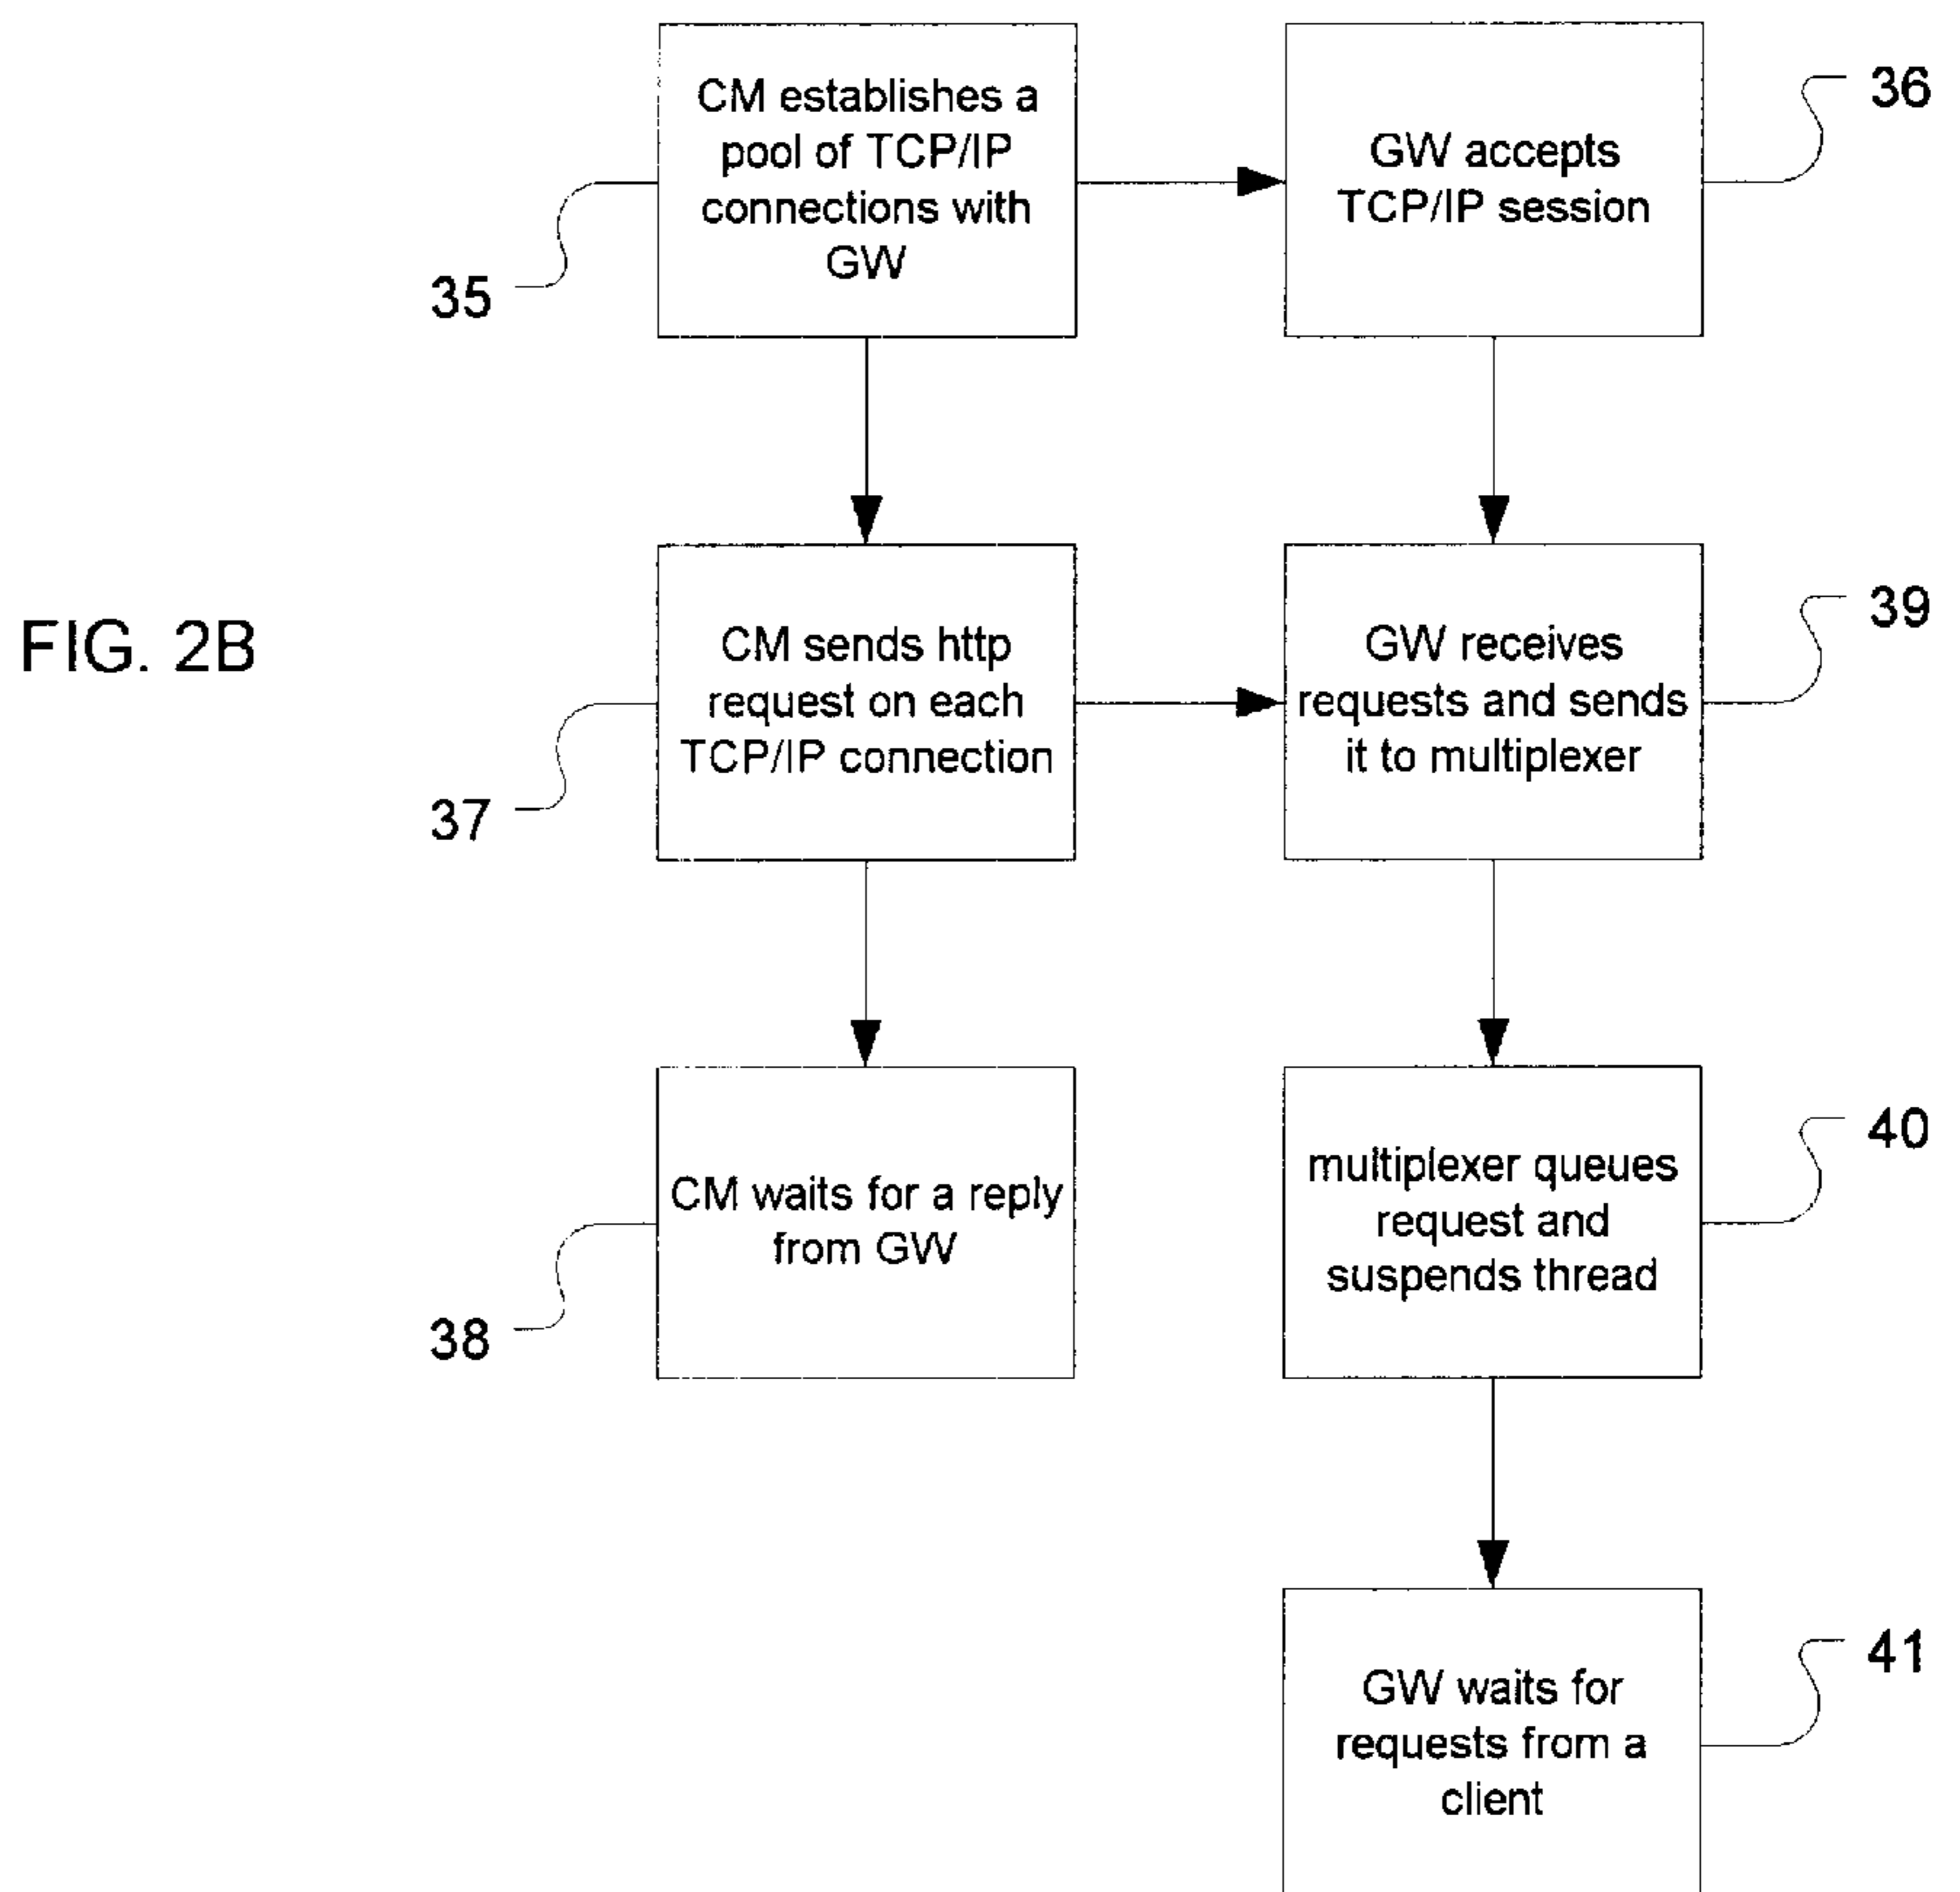 CM establishes a
pool of TCP/IP
connections with
GW
35
GW accepts
TCP/IP session
36
FIG. 2B
CM sends http
request on each
TCP/IP connection
37
GW receives
requests and sends
it to multiplexer
39
CM waits for a reply
from GW
38
multiplexer queues
request and
suspends thread
40
GW waits for
requests from a
client
41